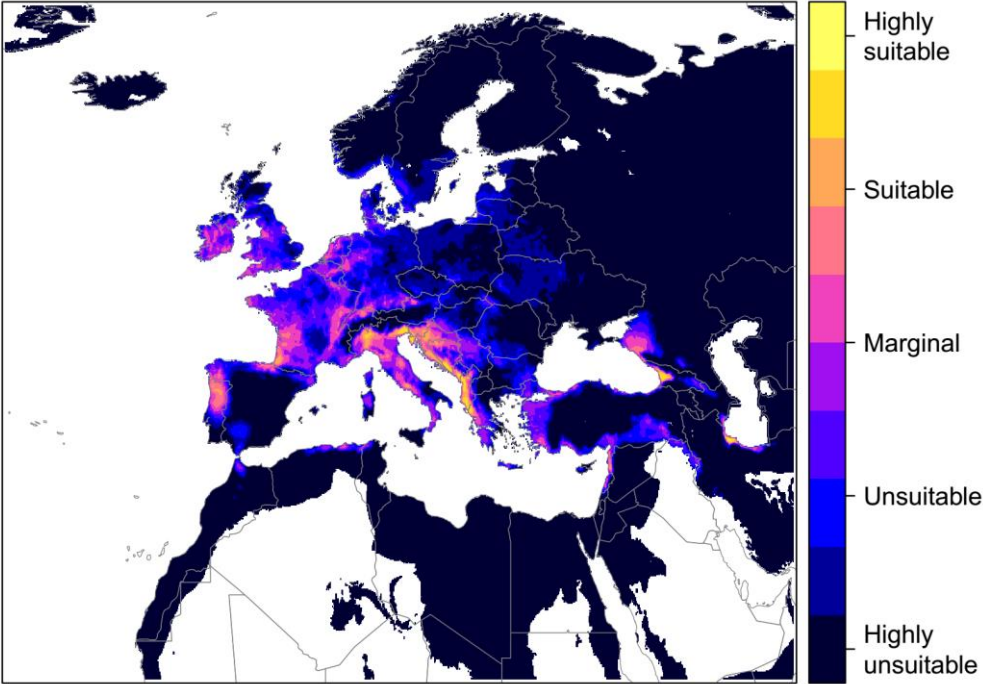 Highly
suitable
Suitable
Marginal
Unsuitable
Highly
unsuitable